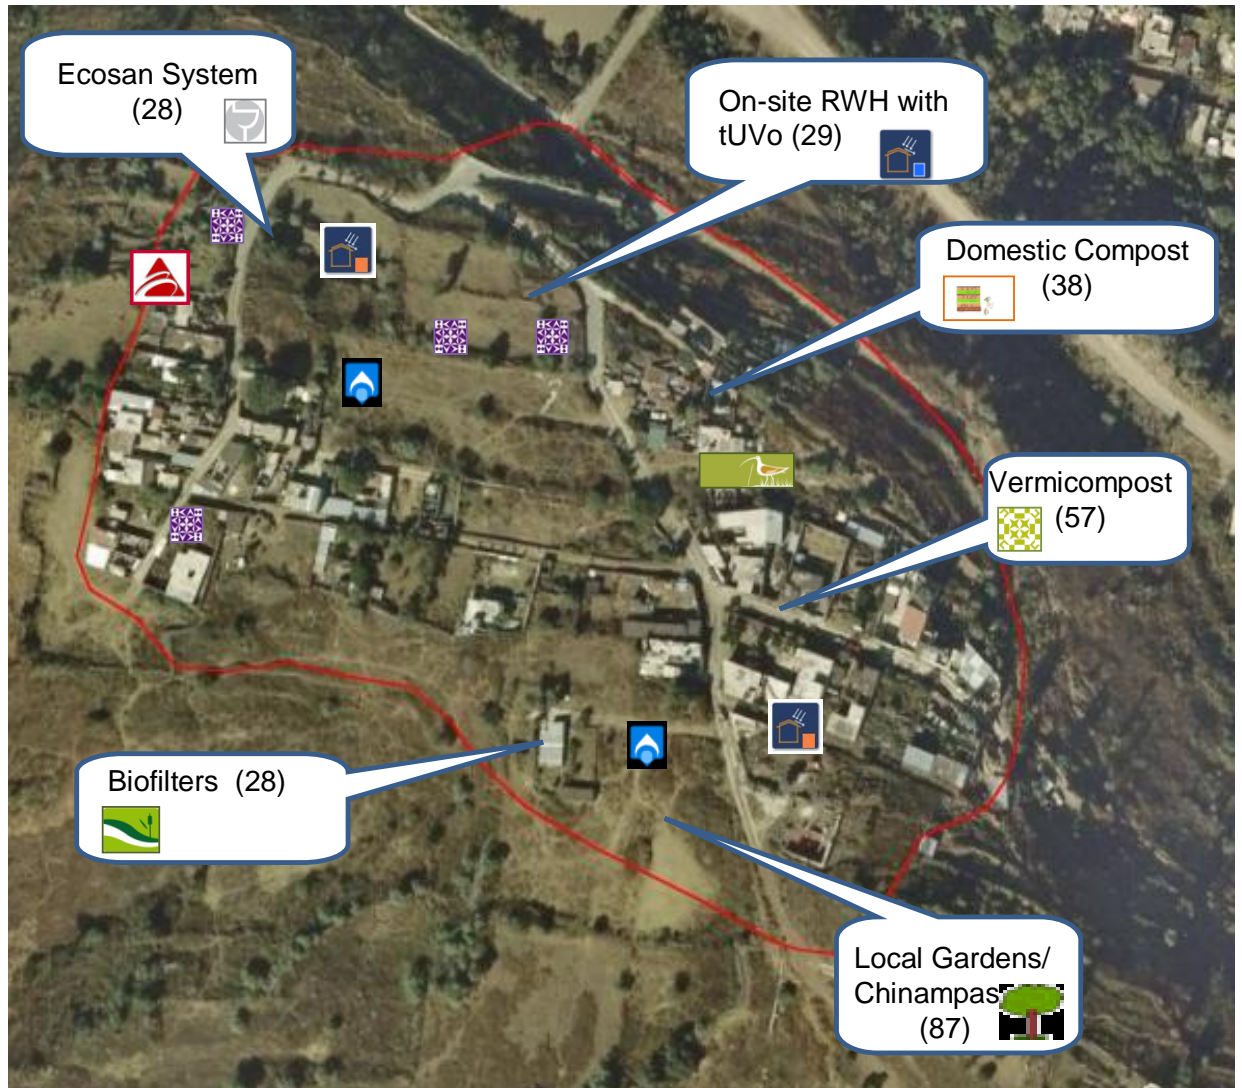 Ecosan System
(28)
On-site RWH with
tUVo (29)
Domestic Compost
(38)
Vermicompost
(57)
Biofilters (28)
Local Gardens/
Chinampas
(87)